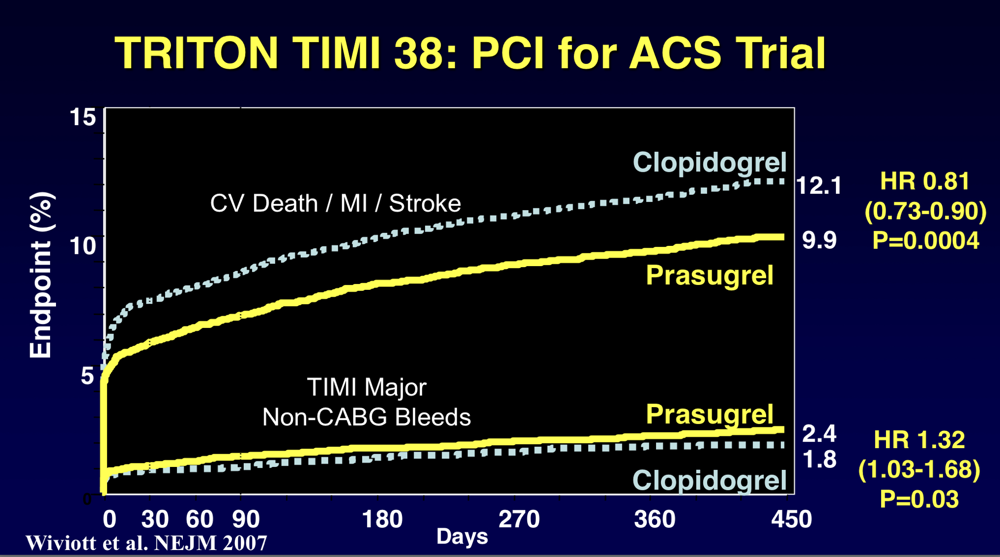 TRITON TIMI 38: PCI for ACS Trial
15
10
5
0
Endpoint (%)
CV Death / MI / Stroke
Clopidogrel
12.1
9.9
Prasugrel
HR 0.81
(0.73-0.90)
P=0.0004
TIMI Major
Non-CABG Bleeds
Prasugrel
2.4
1.8
Clopidogrel
HR 1.32
(1.03-1.68)
P=0.03
0 30 60 90 180 270 360 450
Days
Wiviott et al. NEJM 2007